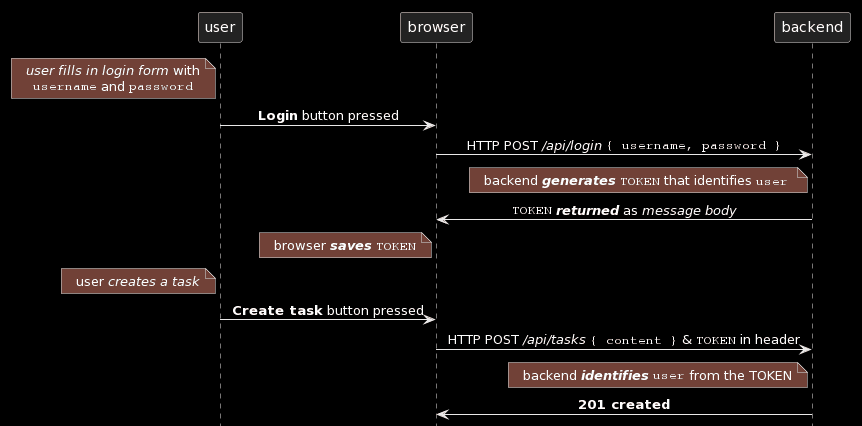 user
browser
backend
user fills in login form with
username and password
Login button pressed
HTTP POST /api/login { username, password }
backend generates TOKEN that identifies user
TOKEN returned as message body
browser saves TOKEN
user creates a task
Create task button pressed
HTTP POST /api/tasks { content } & TOKEN in header
backend identifies user from the TOKEN
201 created